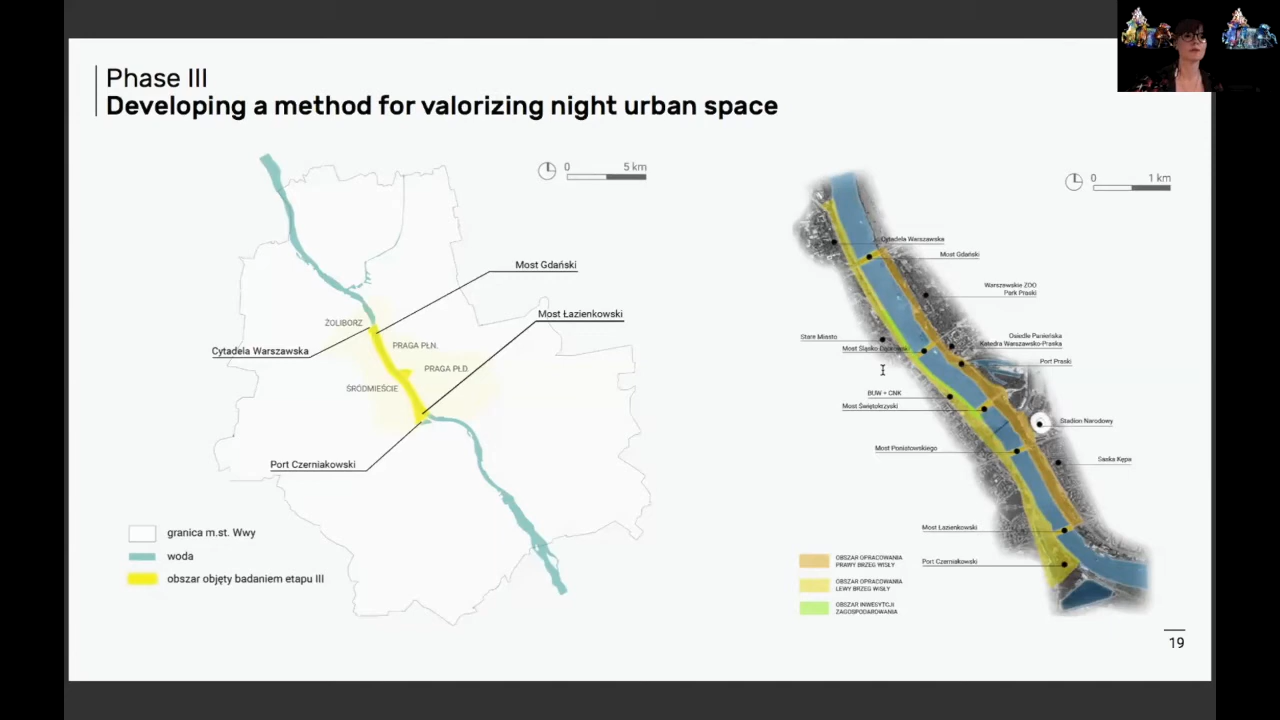 Phase III
Developing a method for valorizing night urban space
0 5 km
Most Gdański
Most Łazienkowski
ŻOLIBORZ
Cytadela Warszawska
PRAGA PŁN.
PRAGA PŁD.
ŚRÓDMIEŚCIE
Port Czerniakowski
granica m.st. Wwy
woda
obszar objęty badaniem etapu III
0 1 km
Cytadela Warszawska
Most Gdański
Warszawskie ZOO
Park Praski
Stare Miasto
Osiedle Panieńska
Katedra Warszawsko-Praska
Most Śląsko-Dąbrowski
Port Praski
BUW + CNK
Most Świętokrzyski
Stadion Narodowy
Most Poniatowskiego
Saska Kępa
Most Łazienkowski
Port Czerniakowski
OBSZAR OPRACOWANIA
PRAWY BRZEG WISŁY
OBSZAR OPRACOWANIA
LEWY BRZEG WISŁY
OBSZAR INWESTYCJI
ZAGOSPODAROWANIA
19